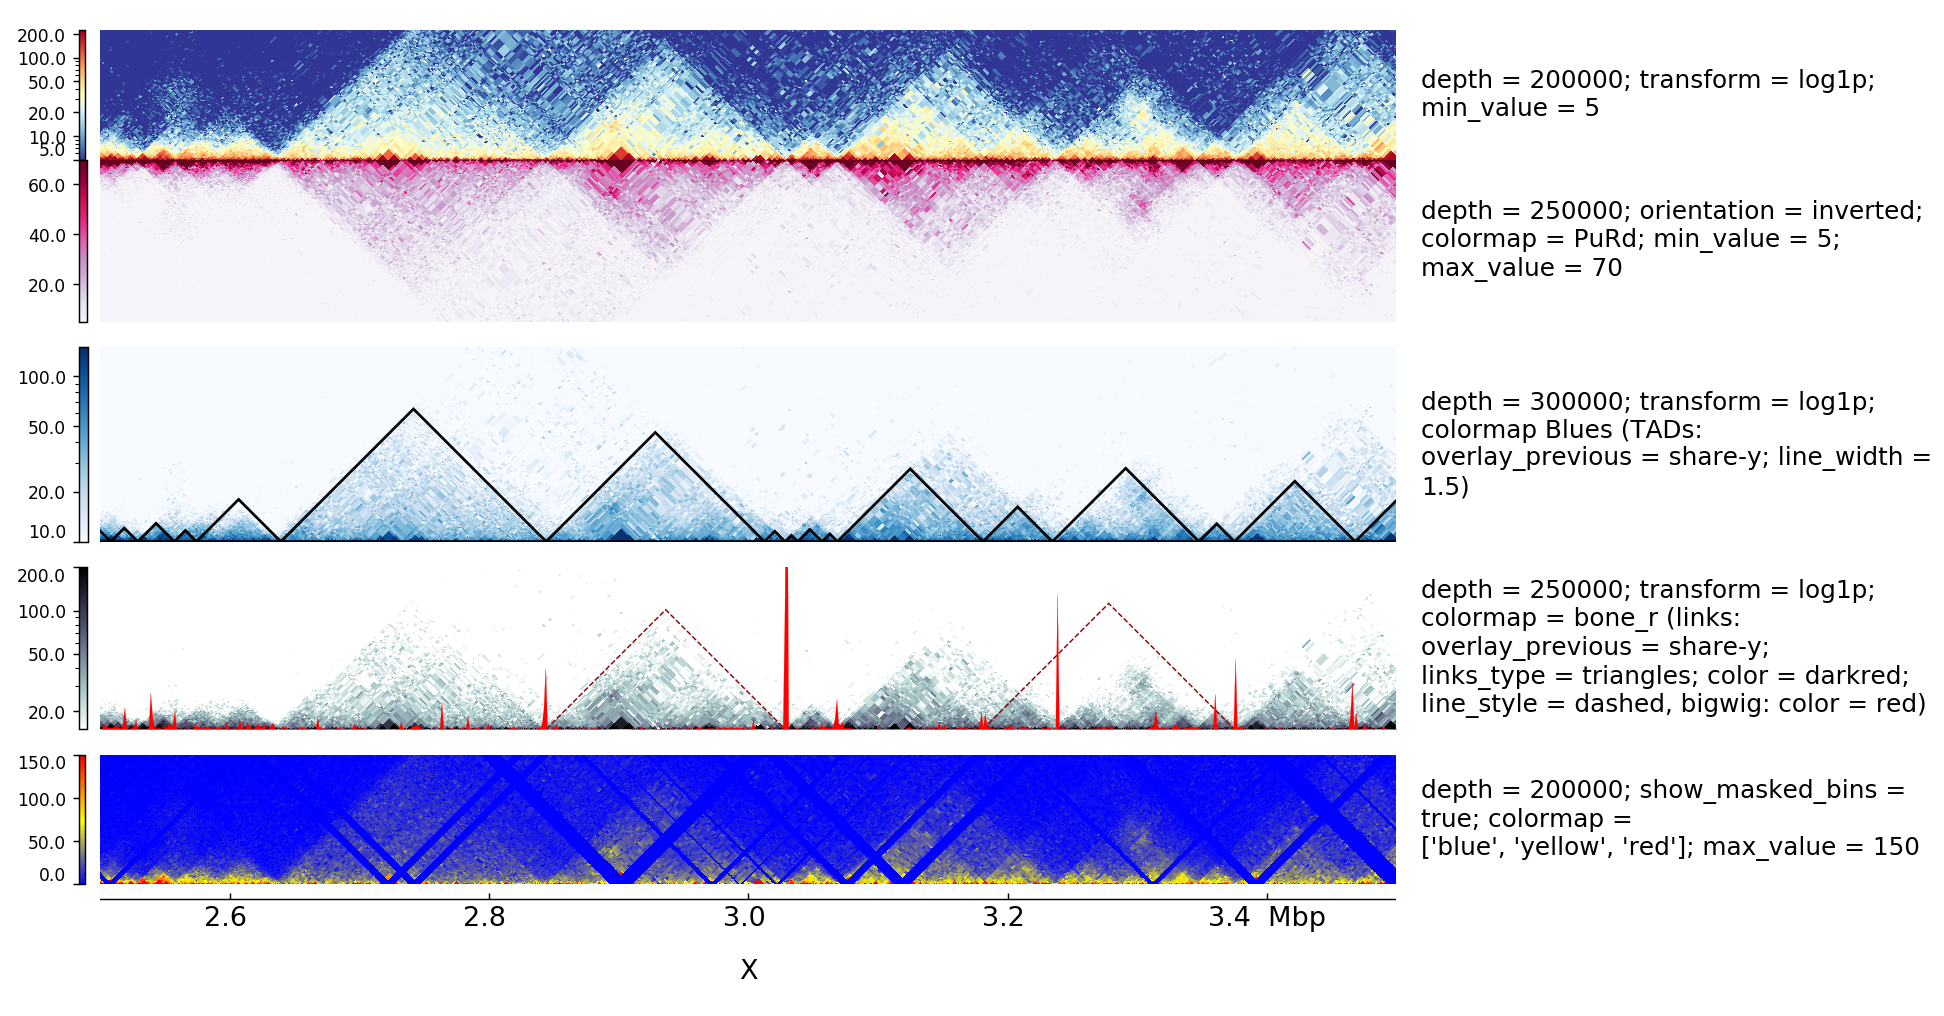 200.0
100.0
50.0
20.0
10.0
5.0
depth = 200000; transform = log1p;
min_value = 5
60.0
40.0
20.0
depth = 250000; orientation = inverted;
colormap = PuRd; min_value = 5;
max_value = 70
100.0
50.0
20.0
10.0
depth = 300000; transform = log1p;
colormap Blues (TADs:
overlay_previous = share-y; line_width =
1.5)
200.0
100.0
50.0
20.0
depth = 250000; transform = log1p;
colormap = bone_r (links:
overlay_previous = share-y;
links_type = triangles; color = darkred;
line_style = dashed, bigwig: color = red)
150.0
100.0
50.0
0.0
depth = 200000; show_masked_bins =
true; colormap =
['blue', 'yellow', 'red']; max_value = 150
2.6 2.8 3.0 3.2 3.4 Mbp
X